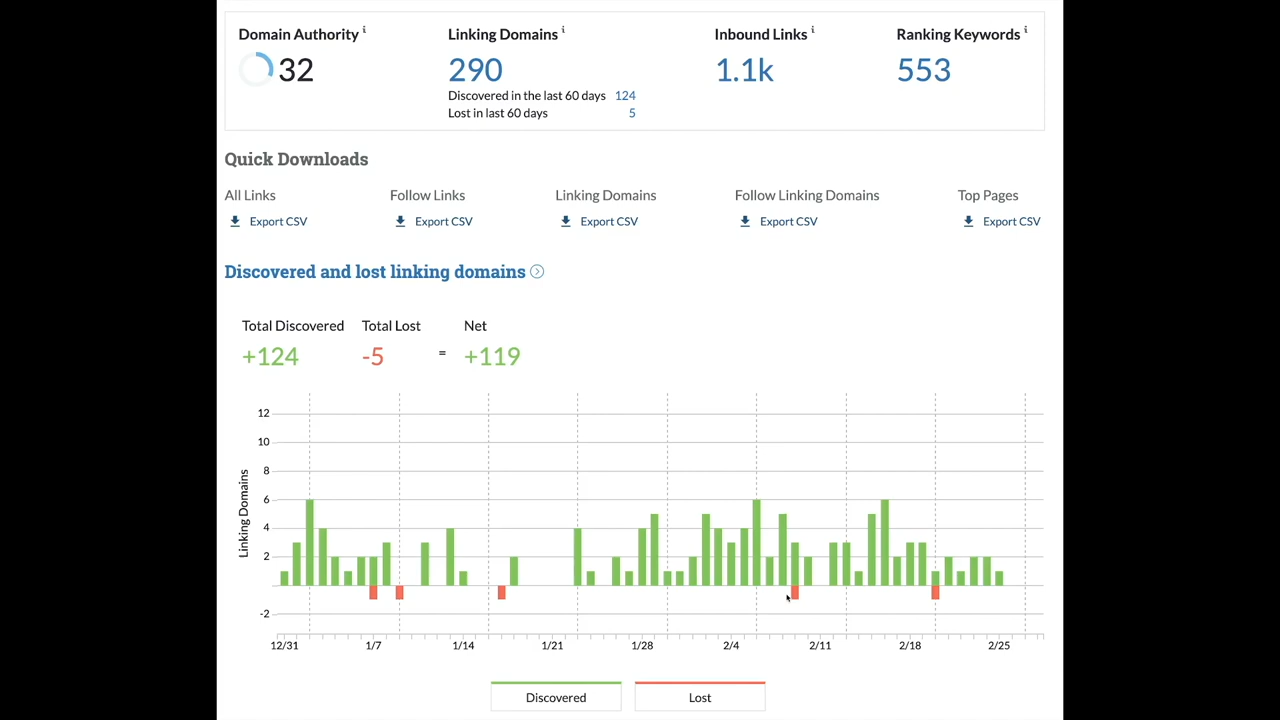 Domain Authority i
Linking Domains i
Inbound Links i
Ranking Keywords i
32
290
1.1k
553
Discovered in the last 60 days 124
Lost in last 60 days 5
Quick Downloads
All Links
Follow Links
Linking Domains
Follow Linking Domains
Top Pages
Export CSV
Export CSV
Export CSV
Export CSV
Export CSV
Discovered and lost linking domains
Total Discovered
Total Lost
Net
+124
-5
=
+119
Linking Domains
12
10
8
6
4
2
-2
12/31
1/7
1/14
1/21
1/28
2/4
2/11
2/18
2/25
Discovered
Lost